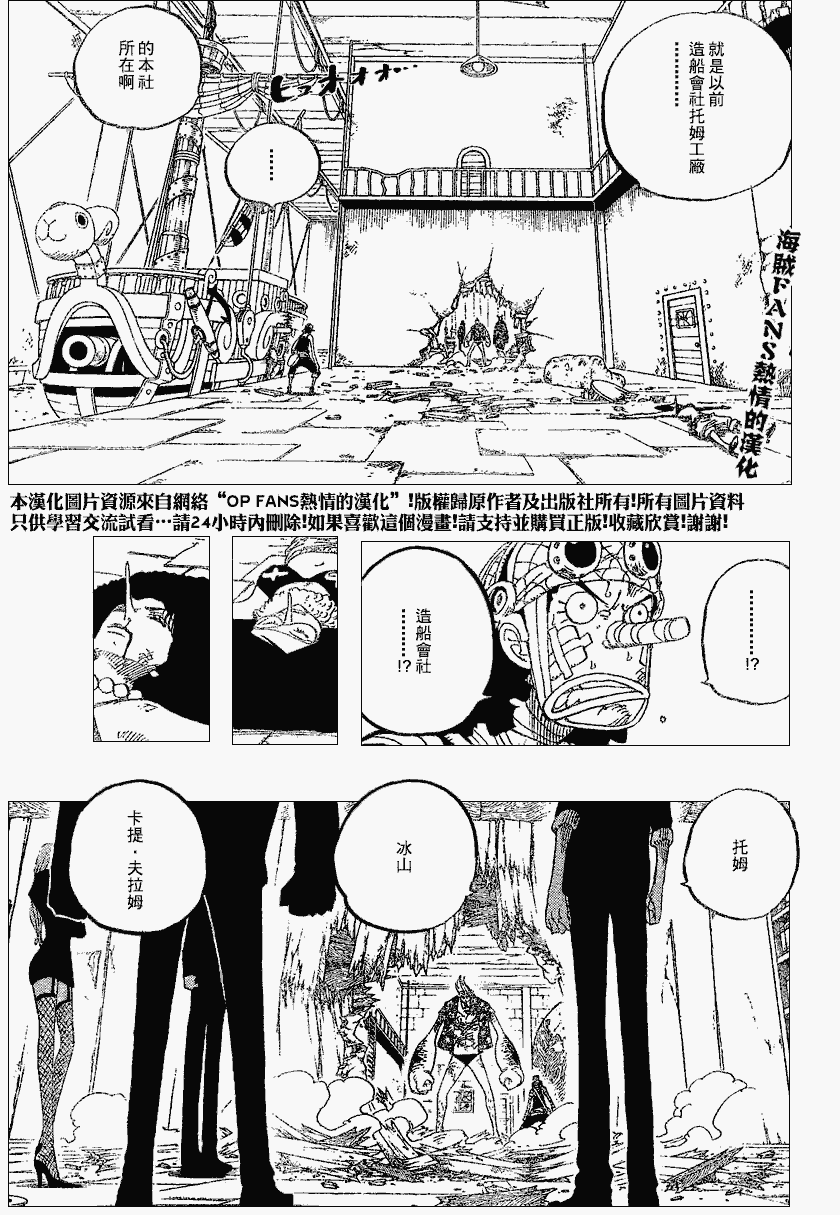 就是以前
造船會社托姆工廠
…………
的本社
所在啊
……
ヒュオオオ…
海賊FANS熱情的漢化
本漢化圖片資源來自網絡“OP FANS熱情的漢化”!版權歸原作者及出版社所有!所有圖片資料
只供學習交流試看…請24小時內刪除!如果喜歡這個漫畫!請支持並購買正版!收藏欣賞!謝謝!
………!?
造船會社
………!?
托姆
冰山
卡提·夫拉姆